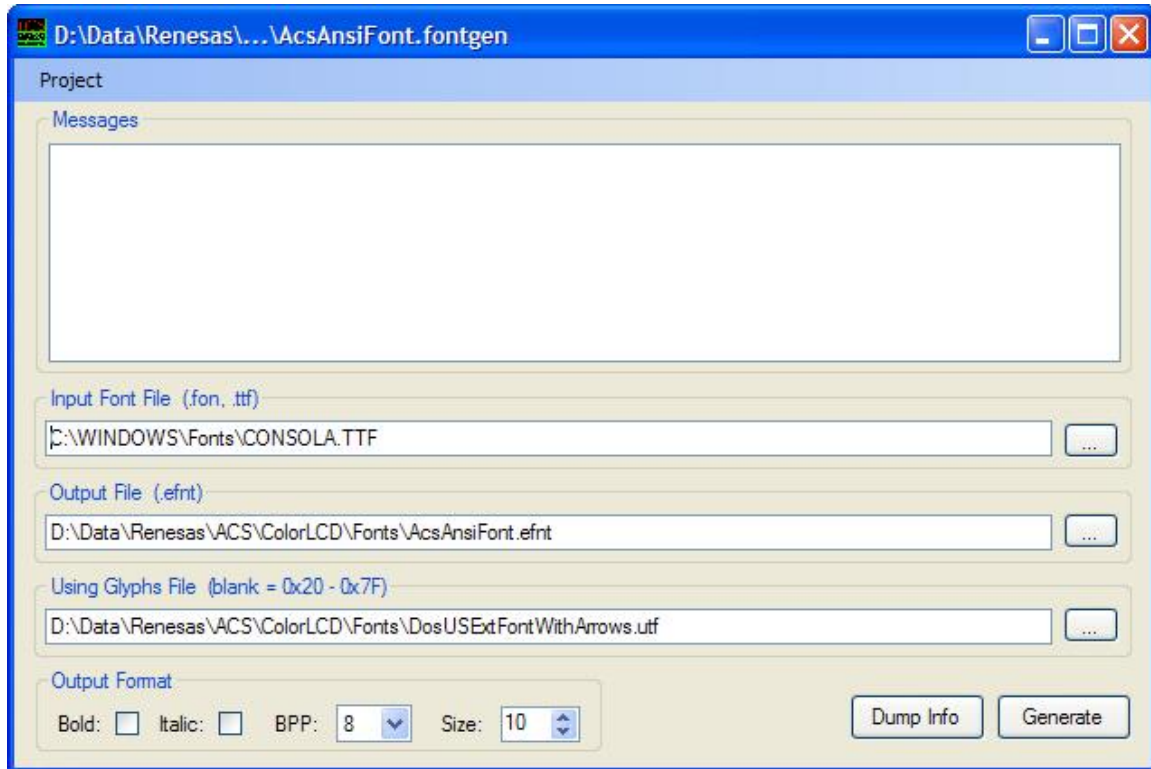 D:\Data\Renesas\...\AcsAnsiFont.fontgen
Project
Messages
Input Font File (.fon, .ttf)
C:\WINDOWS\Fonts\CONSOLA.TTF
...
Output File (.efnt)
D:\Data\Renesas\ACS\ColorLCD\Fonts\AcsAnsiFont.efnt
...
Using Glyphs File (blank = 0x20 - 0x7F)
D:\Data\Renesas\ACS\ColorLCD\Fonts\DosUSExtFontWithArrows.utf
...
Output Format
Bold: Italic: BPP: 8 Size: 10 Dump Info Generate